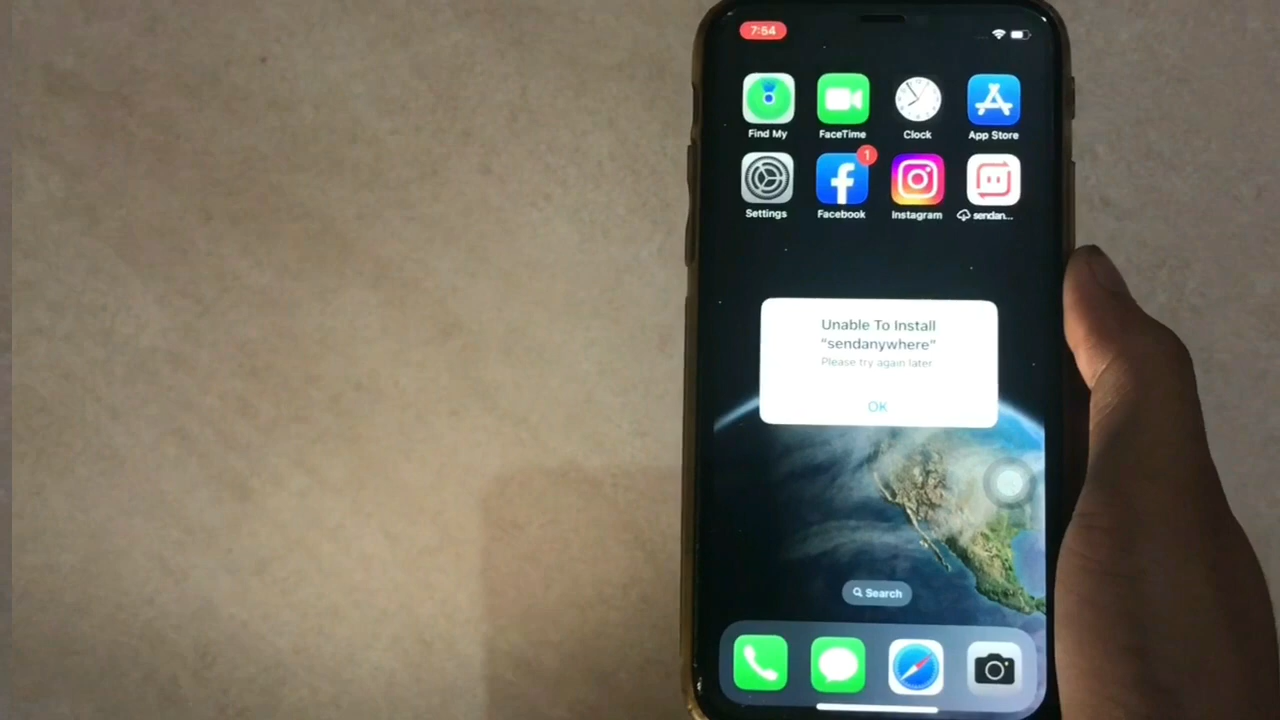 7:54
Find My
FaceTime
Clock
App Store
1
Settings
Facebook
Instagram
sendan...
Unable To Install
“sendanywhere”
Please try again later.
OK
Search